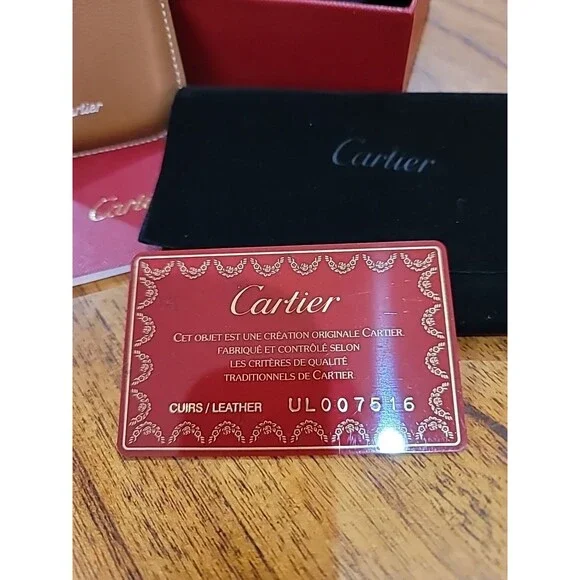 Cartier
Cartier
Cartier
Cartier
CET OBJET EST UNE CRÉATION ORIGINALE CARTIER.
FABRIQUÉ ET CONTRÔLÉ SELON
LES CRITÈRES DE QUALITÉ
TRADITIONNELS DE CARTIER
CUIRS / LEATHER UL007516